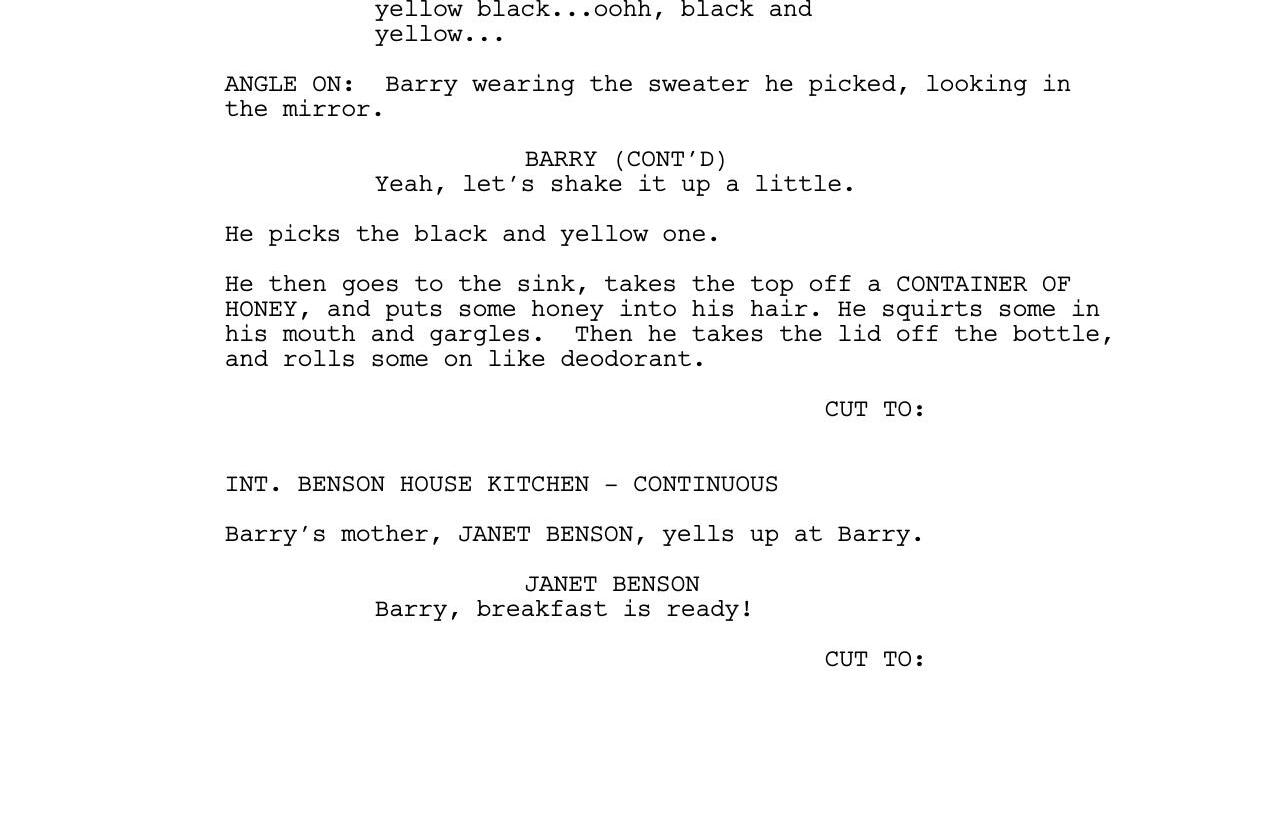 yellow black...oohh, black and
yellow...
ANGLE ON:  Barry wearing the sweater he picked, looking in
the mirror.
BARRY (CONT’D)
Yeah, let’s shake it up a little.
He picks the black and yellow one.
He then goes to the sink, takes the top off a CONTAINER OF
HONEY, and puts some honey into his hair. He squirts some in
his mouth and gargles.  Then he takes the lid off the bottle,
and rolls some on like deodorant.
CUT TO:
INT. BENSON HOUSE KITCHEN – CONTINUOUS
Barry’s mother, JANET BENSON, yells up at Barry.
JANET BENSON
Barry, breakfast is ready!
CUT TO: